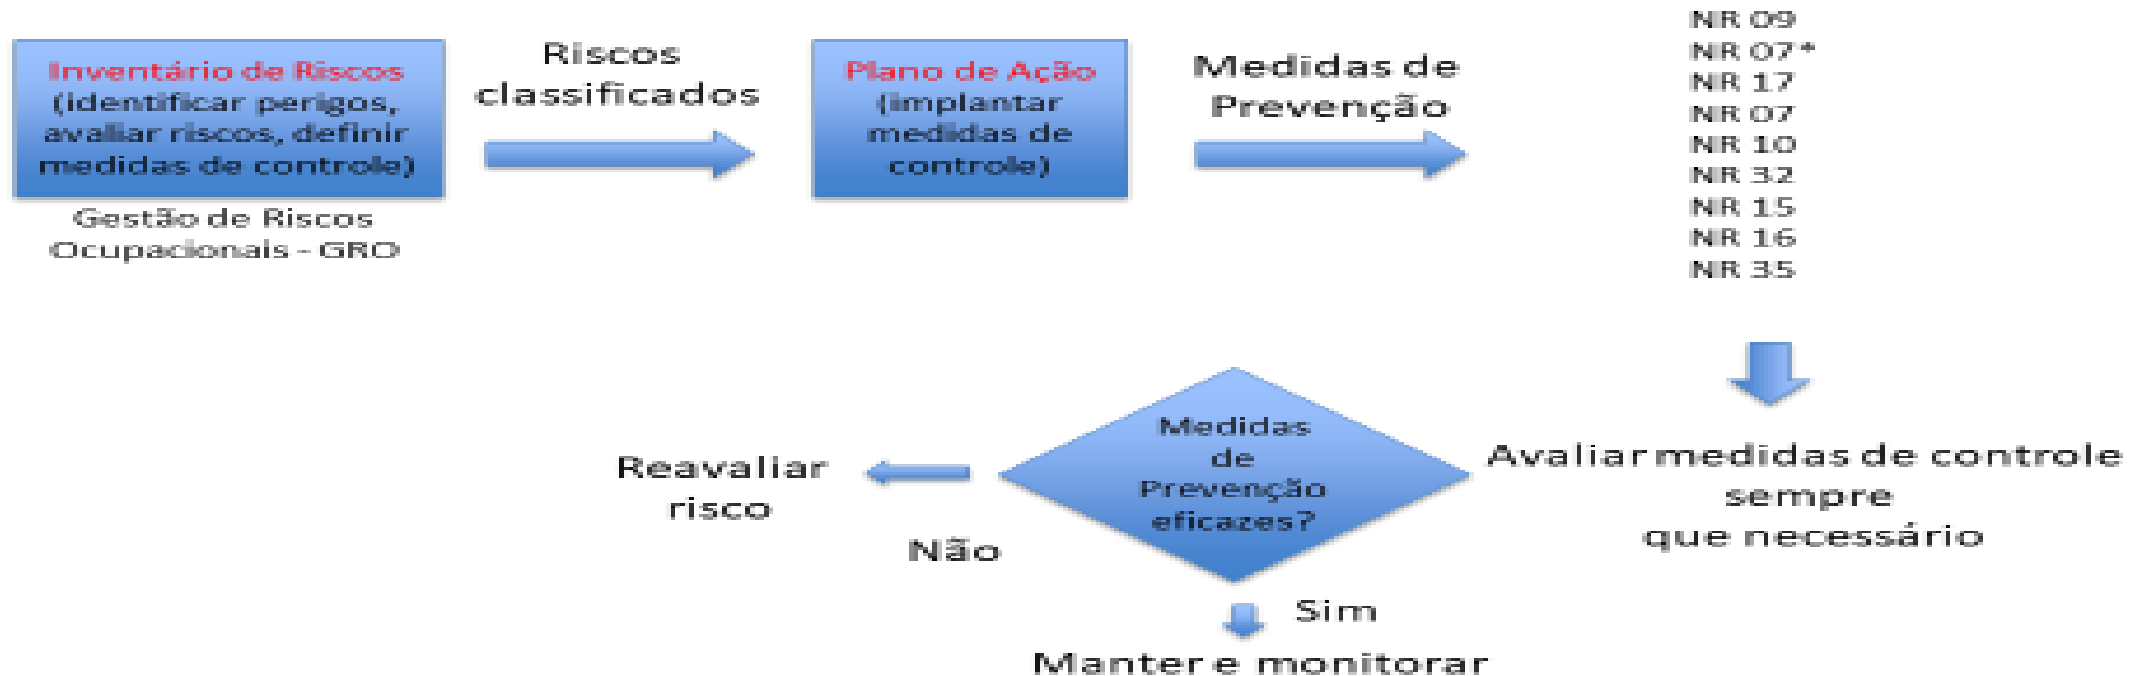 Inventário de Riscos
(identificar perigos,
avaliar riscos, definir
medidas de controle)
Gestão de Riscos
Ocupacionais - GRO
Riscos
classificados
Plano de Ação
(implantar
medidas de
controle)
Medidas de
Prevenção
NR 09
NR 07*
NR 17
NR 07
NR 10
NR 32
NR 15
NR 16
NR 35
Avaliar medidas de controle
sempre
que necessário
Medidas
de
Prevenção
eficazes?
Não
Reavaliar
risco
Sim
Manter e monitorar